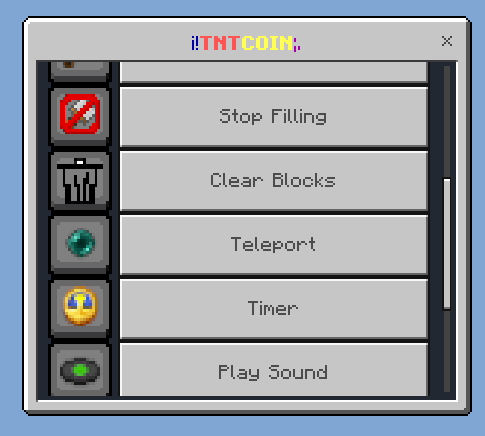 i!TNTCOIN¡.
Stop Filling
Clear Blocks
Teleport
Timer
Play Sound